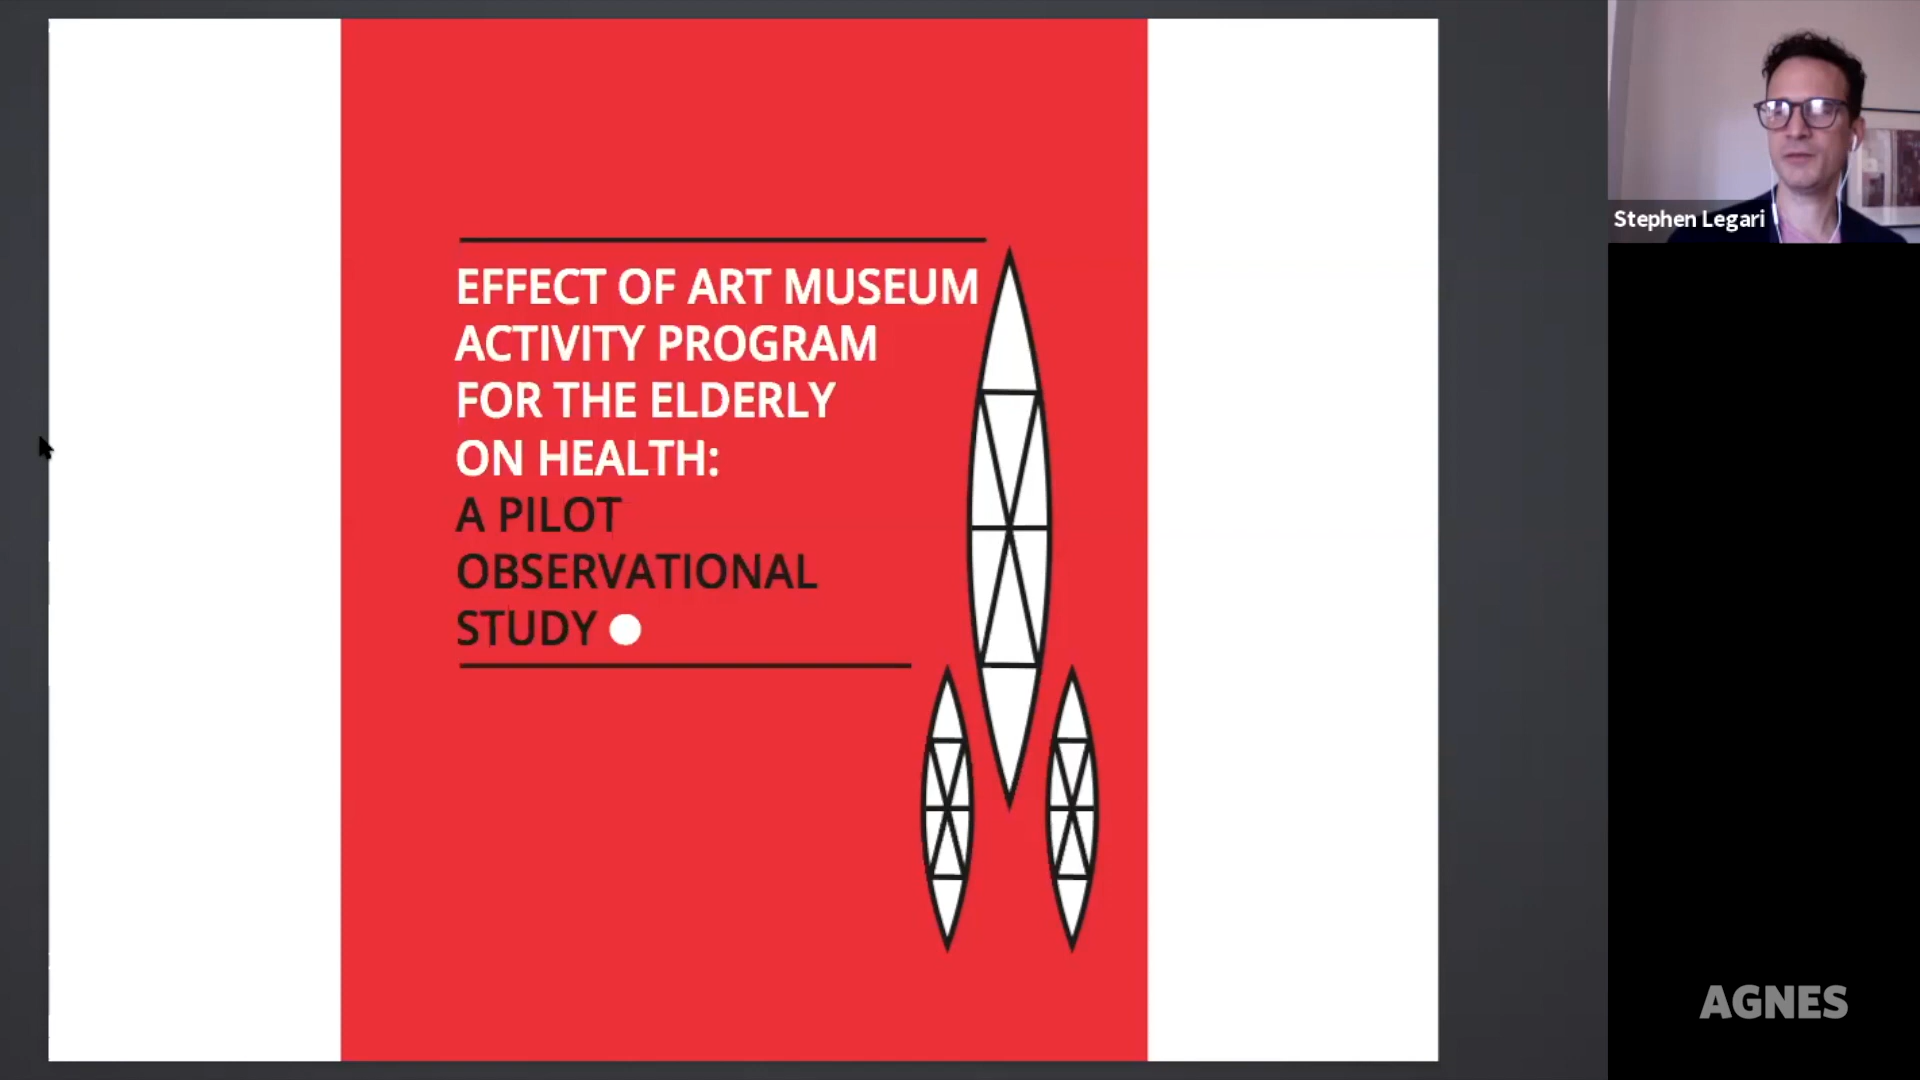 EFFECT OF ART MUSEUM
ACTIVITY PROGRAM
FOR THE ELDERLY
ON HEALTH:
A PILOT
OBSERVATIONAL
STUDY
Stephen Legari
AGNES